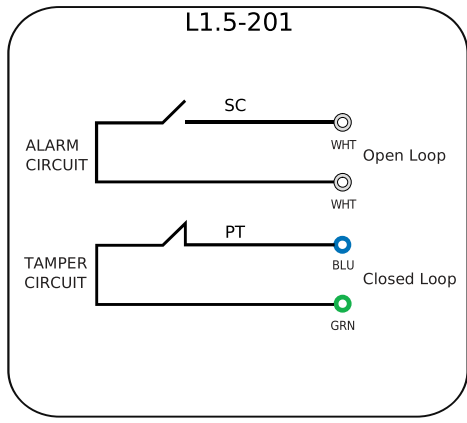 L1.5-201
SC
ALARM
CIRCUIT
WHT
Open Loop
WHT
PT
TAMPER
CIRCUIT
BLU
Closed Loop
GRN